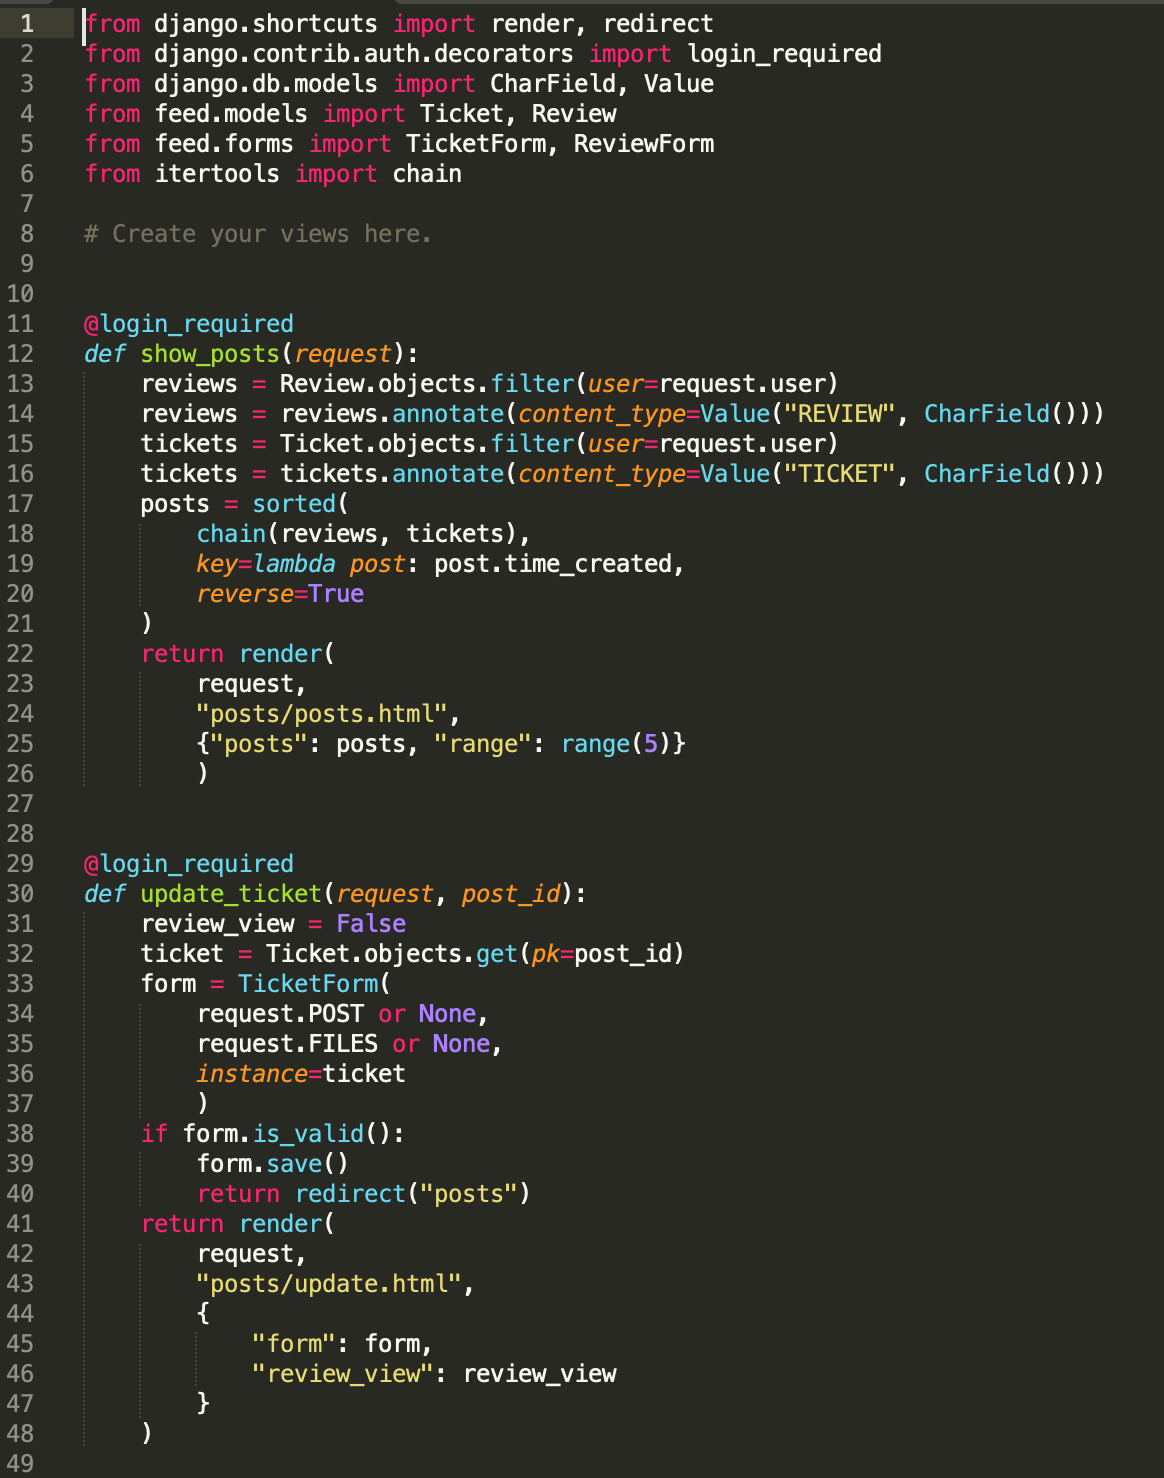 1 from django.shortcuts import render, redirect
2 from django.contrib.auth.decorators import login_required
3 from django.db.models import CharField, Value
4 from feed.models import Ticket, Review
5 from feed.forms import TicketForm, ReviewForm
6 from itertools import chain
7
8 # Create your views here.
9
10
11 @login_required
12 def show_posts(request):
13     reviews = Review.objects.filter(user=request.user)
14     reviews = reviews.annotate(content_type=Value("REVIEW", CharField()))
15     tickets = Ticket.objects.filter(user=request.user)
16     tickets = tickets.annotate(content_type=Value("TICKET", CharField()))
17     posts = sorted(
18         chain(reviews, tickets),
19         key=lambda post: post.time_created,
20         reverse=True
21     )
22     return render(
23         request,
24         "posts/posts.html",
25         {"posts": posts, "range": range(5)}
26         )
27
28
29 @login_required
30 def update_ticket(request, post_id):
31     review_view = False
32     ticket = Ticket.objects.get(pk=post_id)
33     form = TicketForm(
34         request.POST or None,
35         request.FILES or None,
36         instance=ticket
37         )
38     if form.is_valid():
39         form.save()
40         return redirect("posts")
41     return render(
42         request,
43         "posts/update.html",
44         {
45             "form": form,
46             "review_view": review_view
47         }
48     )
49